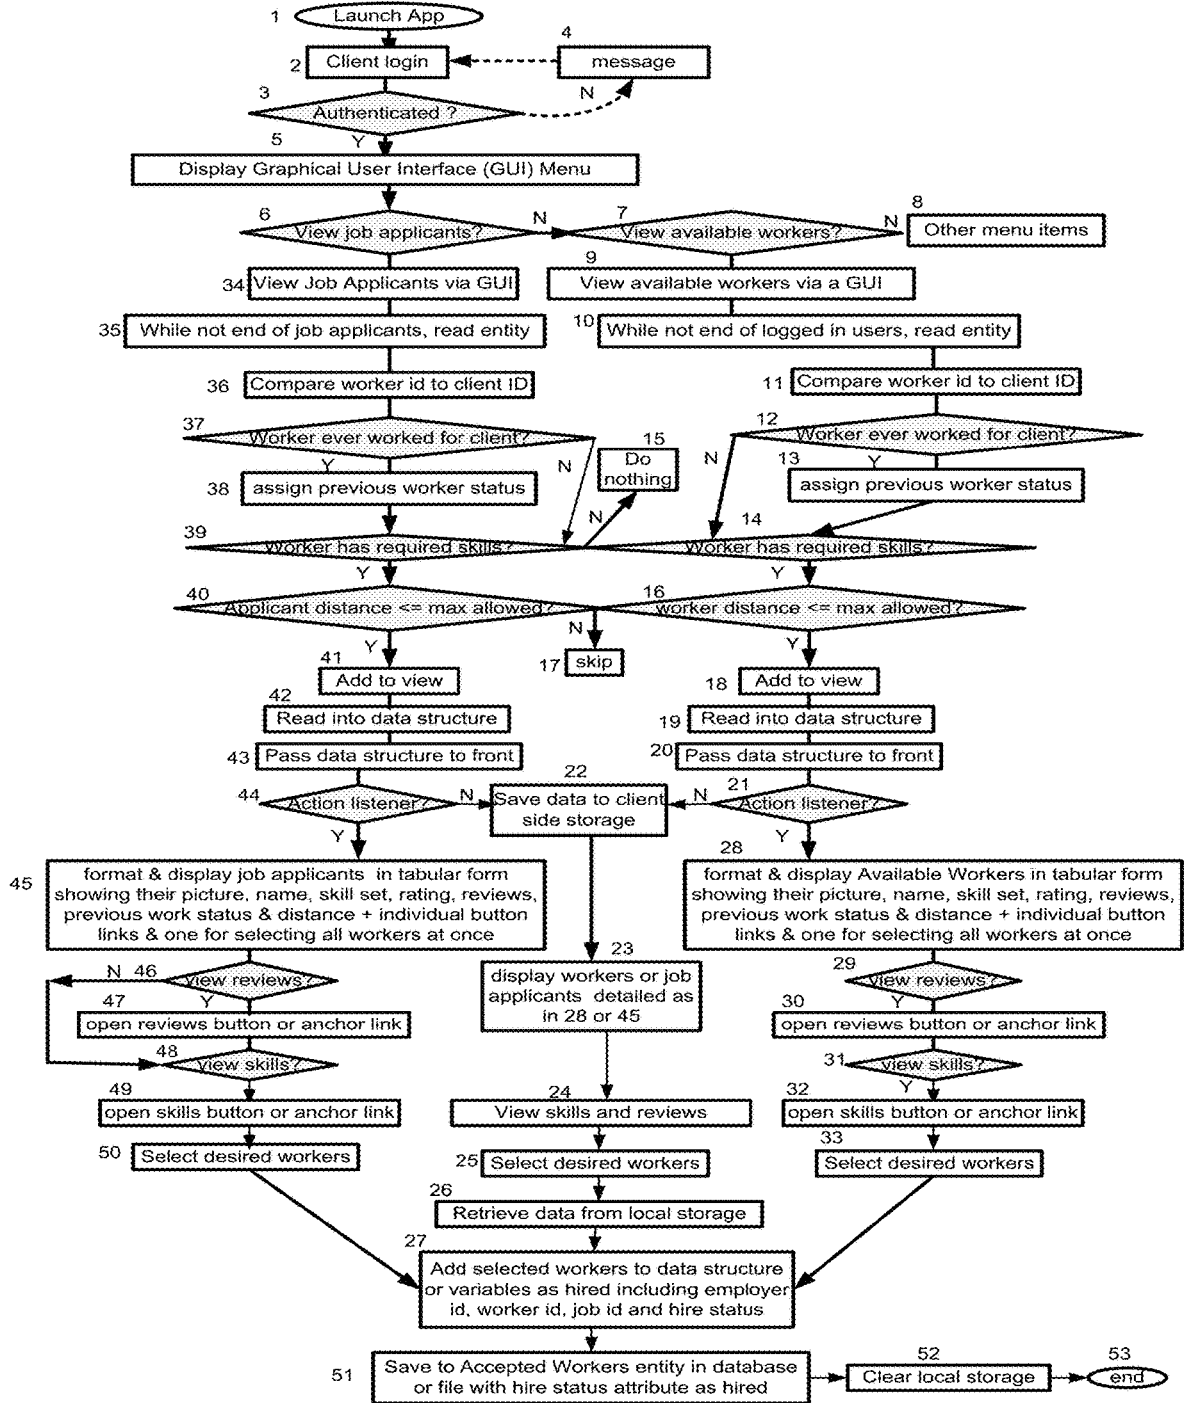 1
Launch App
4
2
Client login
message
3
N
Authenticated ?
5
Y
Display Graphical User Interface (GUI) Menu
6
N
7
8
View job applicants?
View available workers?
N
Other menu items
9
34
View Job Applicants via GUI
View available workers via a GUI
35
While not end of job applicants, read entity
10
While not end of logged in users, read entity
36
Compare worker id to client ID
11
Compare worker id to client ID
37
Worker ever worked for client?
15
12
Worker ever worked for client?
Y
N
Do
nothing
N
13
Y
38
assign previous worker status
assign previous worker status
39
N
14
Worker has required skills?
Worker has required skills?
Y
Y
40
16
Applicant distance <= max allowed?
worker distance <= max allowed?
Y
N
Y
41
17
skip
Add to view
18
Add to view
42
Read into data structure
19
Read into data structure
43
Pass data structure to front
20
Pass data structure to front
22
44
Action listener?
N
Save data to client
side storage
N
21
Action listener?
Y
Y
28
45
format & display job applicants in tabular form
showing their picture, name, skill set, rating, reviews,
previous work status & distance + individual button
links & one for selecting all workers at once
format & display Available Workers in tabular form
showing their picture, name, skill set, rating, reviews,
previous work status & distance + individual button
links & one for selecting all workers at once
23
N
46
view reviews?
Y
display workers or job
applicants detailed as
in 28 or 45
29
view reviews?
Y
47
open reviews button or anchor link
30
open reviews button or anchor link
48
view skills?
31
view skills?
Y
49
open skills button or anchor link
24
View skills and reviews
32
open skills button or anchor link
50
Select desired workers
25
Select desired workers
33
Select desired workers
26
Retrieve data from local storage
27
Add selected workers to data structure
or variables as hired including employer
id, worker id, job id and hire status
51
Save to Accepted Workers entity in database
or file with hire status attribute as hired
52
Clear local storage
53
end